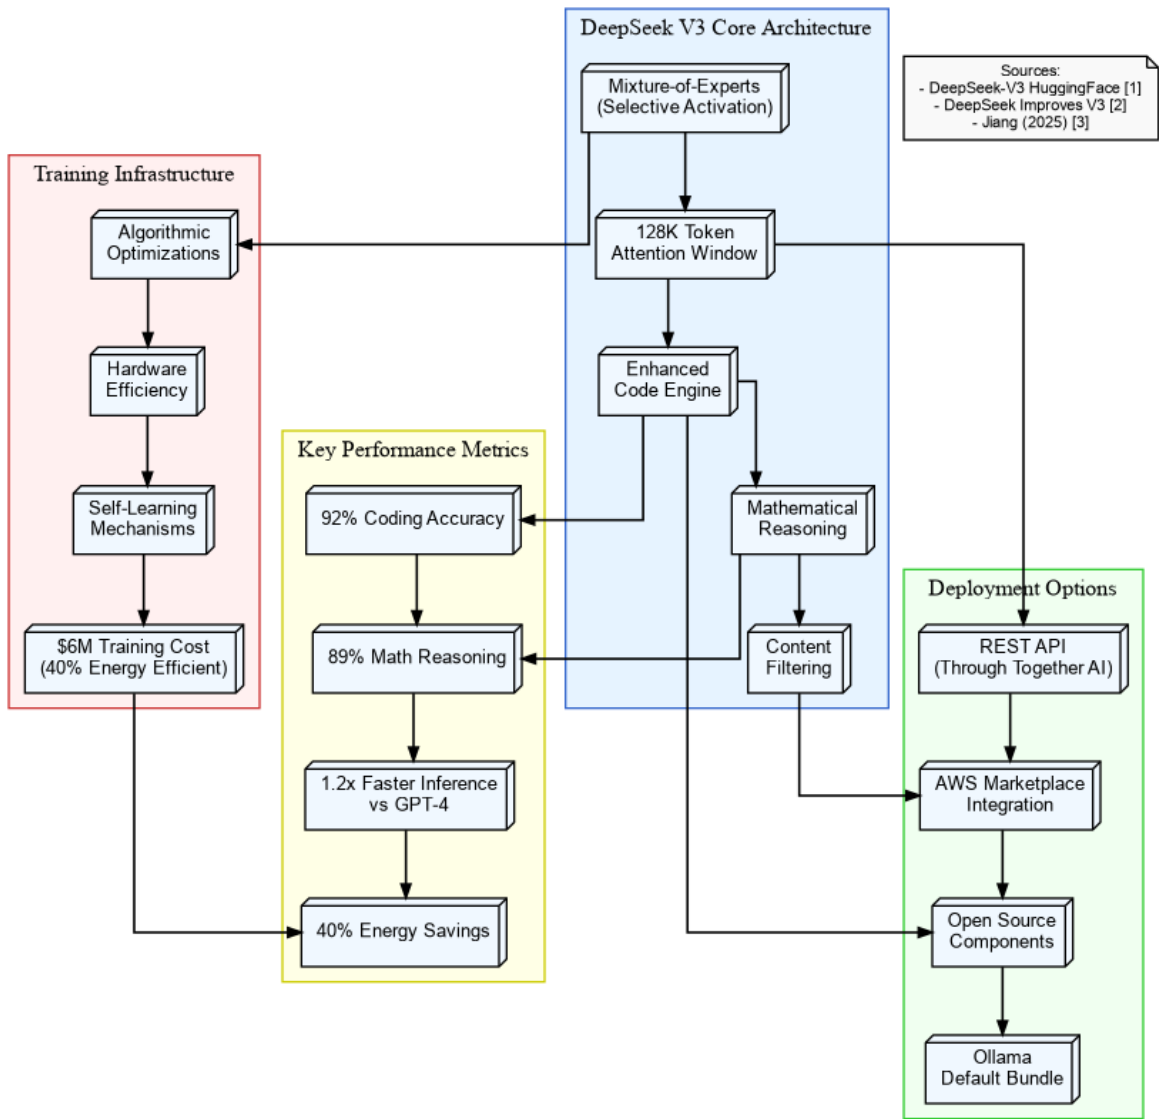 DeepSeek V3 Core Architecture
Mixture-of-Experts
(Selective Activation)
128K Token
Attention Window
Enhanced
Code Engine
Mathematical
Reasoning
Content
Filtering
Sources:
- DeepSeek-V3 HuggingFace [1]
- DeepSeek Improves V3 [2]
- Jiang (2025) [3]
Training Infrastructure
Algorithmic
Optimizations
Hardware
Efficiency
Self-Learning
Mechanisms
$6M Training Cost
(40% Energy Efficient)
Key Performance Metrics
92% Coding Accuracy
89% Math Reasoning
1.2x Faster Inference
vs GPT-4
40% Energy Savings
Deployment Options
REST API
(Through Together AI)
AWS Marketplace
Integration
Open Source
Components
Ollama
Default Bundle